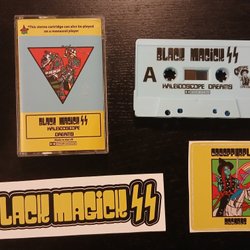 "This stereo cartridge can also be played
on a monaural player"
BLACK MAGICK SS
KALEIDOSCOPE
DREAMS
BLACK MAGICK SS
A
KALEIDOSCOPE DREAMS
BLACK MAGICK SS
RECORDS